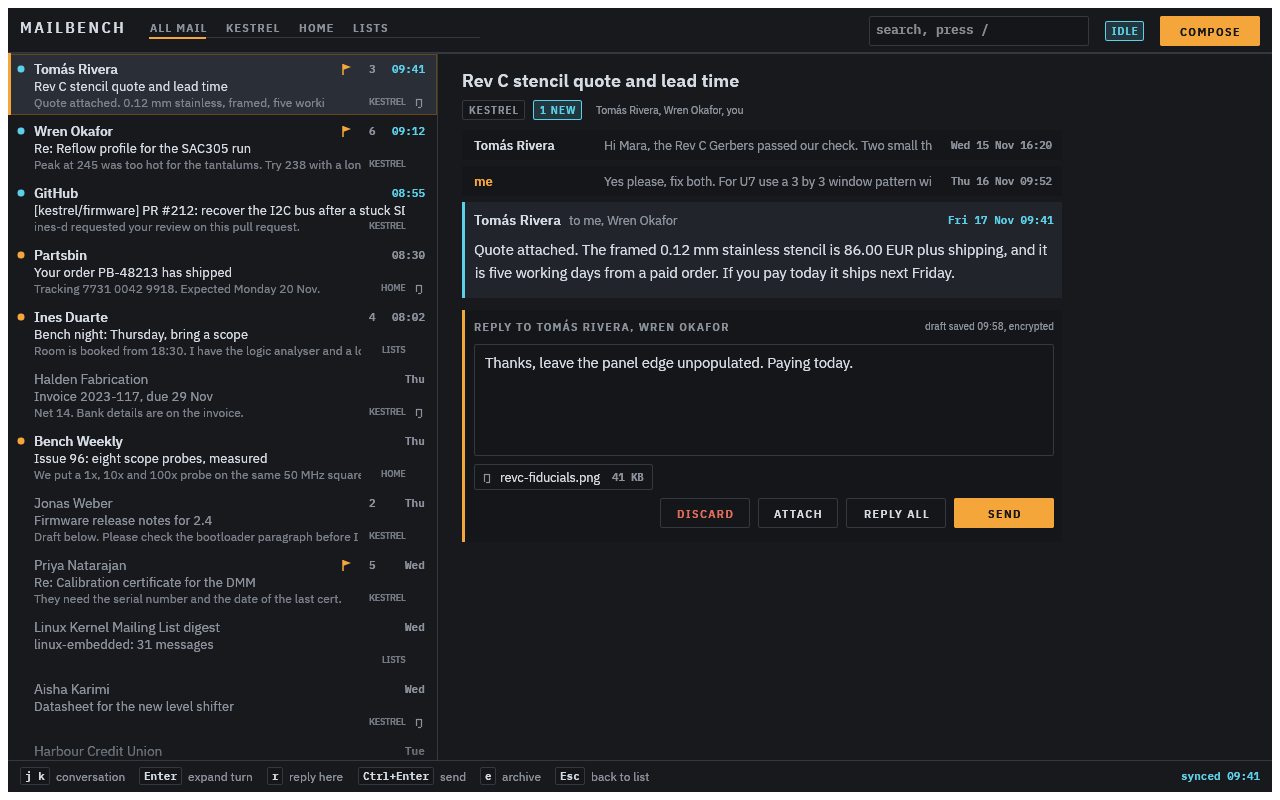 MAILBENCH
ALL MAIL KESTREL HOME LISTS
search, press /
IDLE
COMPOSE
Tomás Rivera 3 09:41
Rev C stencil quote and lead time
Quote attached. 0.12 mm stainless, framed, five worki KESTREL
Wren Okafor 6 09:12
Re: Reflow profile for the SAC305 run
Peak at 245 was too hot for the tantalums. Try 238 with a lon KESTREL
GitHub 08:55
[kestrel/firmware] PR #212: recover the I2C bus after a stuck SD
ines-d requested your review on this pull request. KESTREL
Partsbin 08:30
Your order PB-48213 has shipped
Tracking 7731 0042 9918. Expected Monday 20 Nov. HOME
Ines Duarte 4 08:02
Bench night: Thursday, bring a scope
Room is booked from 18:30. I have the logic analyser and a lo LISTS
Halden Fabrication Thu
Invoice 2023-117, due 29 Nov
Net 14. Bank details are on the invoice. KESTREL
Bench Weekly Thu
Issue 96: eight scope probes, measured
We put a 1x, 10x and 100x probe on the same 50 MHz square HOME
Jonas Weber 2 Thu
Firmware release notes for 2.4
Draft below. Please check the bootloader paragraph before I KESTREL
Priya Natarajan 5 Wed
Re: Calibration certificate for the DMM
They need the serial number and the date of the last cert. KESTREL
Linux Kernel Mailing List digest Wed
linux-embedded: 31 messages
LISTS
Aisha Karimi Wed
Datasheet for the new level shifter
KESTREL
Harbour Credit Union Tue
Rev C stencil quote and lead time
KESTREL 1 NEW Tomás Rivera, Wren Okafor, you
Tomás Rivera Hi Mara, the Rev C Gerbers passed our check. Two small th Wed 15 Nov 16:20
me Yes please, fix both. For U7 use a 3 by 3 window pattern wi Thu 16 Nov 09:52
Tomás Rivera to me, Wren Okafor Fri 17 Nov 09:41
Quote attached. The framed 0.12 mm stainless stencil is 86.00 EUR plus shipping, and it
is five working days from a paid order. If you pay today it ships next Friday.
REPLY TO TOMÁS RIVERA, WREN OKAFOR draft saved 09:58, encrypted
Thanks, leave the panel edge unpopulated. Paying today.
revc-fiducials.png 41 KB
DISCARD ATTACH REPLY ALL SEND
j k conversation Enter expand turn r reply here Ctrl+Enter send e archive Esc back to list synced 09:41